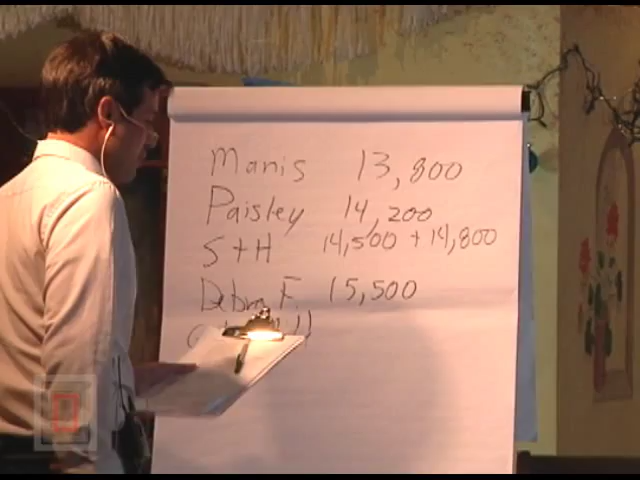 Manis 13,800
Paisley 14,200
S+H 14,500 + 14,800
Debra F. 15,500